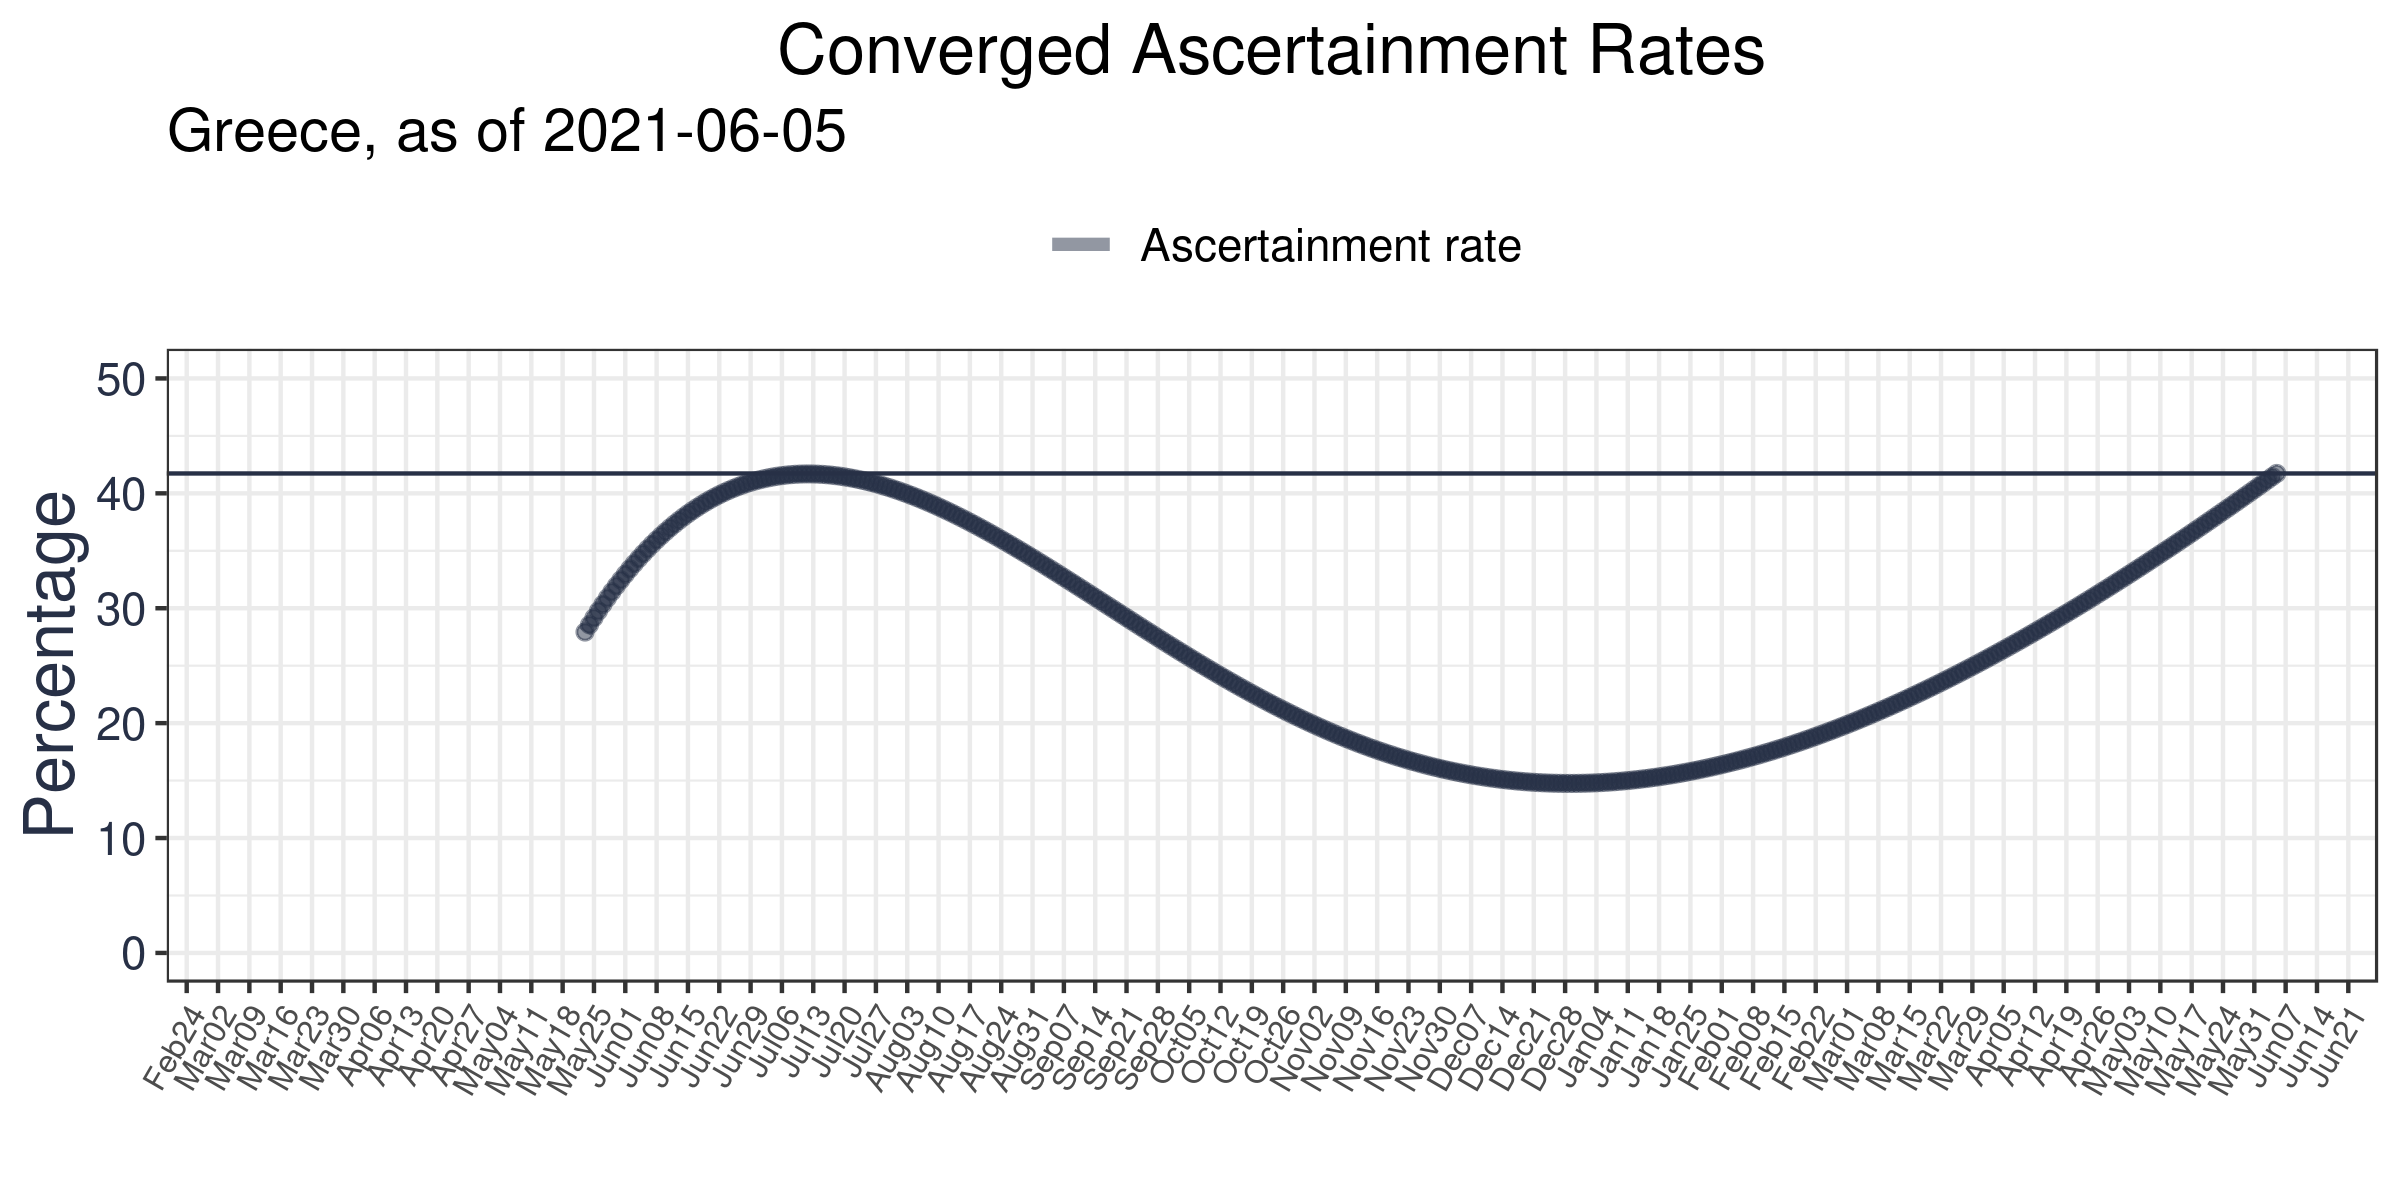 Converged Ascertainment Rates
Greece, as of 2021-06-05
Ascertainment rate
Percentage
50
40
30
20
10
0
Feb24
Mar02
Mar09
Mar16
Mar23
Mar30
Apr06
Apr13
Apr20
Apr27
May04
May11
May18
May25
Jun01
Jun08
Jun15
Jun22
Jun29
Jul06
Jul13
Jul20
Jul27
Aug03
Aug10
Aug17
Aug24
Aug31
Sep07
Sep14
Sep21
Sep28
Oct05
Oct12
Oct19
Oct26
Nov02
Nov09
Nov16
Nov23
Nov30
Dec07
Dec14
Dec21
Dec28
Jan04
Jan11
Jan18
Jan25
Feb01
Feb08
Feb15
Feb22
Mar01
Mar08
Mar15
Mar22
Mar29
Apr05
Apr12
Apr19
Apr26
May03
May10
May17
May24
May31
Jun07
Jun14
Jun21